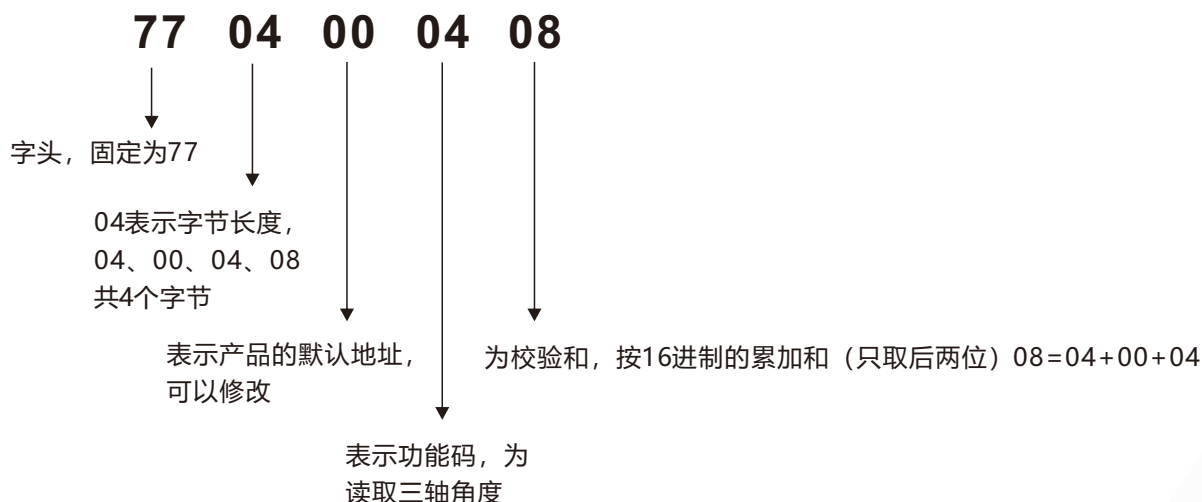 77 04 00 04 08
字头，固定为77
04表示字节长度，
04、00、04、08
共4个字节
表示产品的默认地址，
可以修改
为校验和，按16进制的累加和（只取后两位）08=04+00+04
表示功能码，为
读取三轴角度